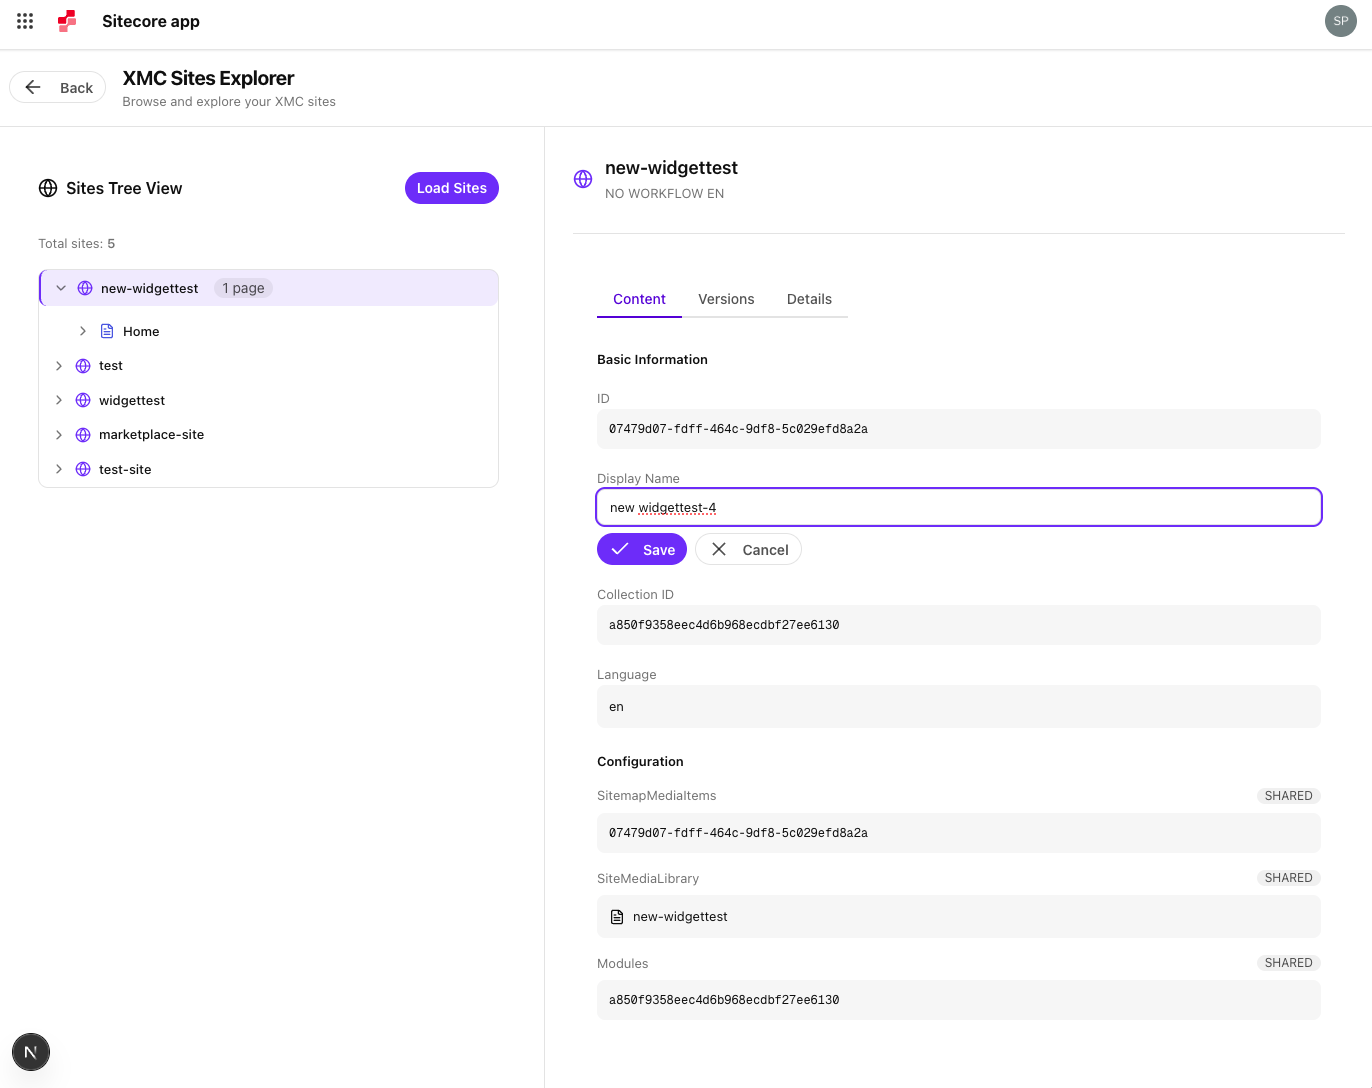 Sitecore app
SP
Back
XMC Sites Explorer
Browse and explore your XMC sites
Sites Tree View
Load Sites
Total sites: 5
new-widgettest 1 page
Home
test
widgettest
marketplace-site
test-site
new-widgettest
NO WORKFLOW EN
Content Versions Details
Basic Information
ID
07479d07-fdff-464c-9df8-5c029efd8a2a
Display Name
new widgettest-4
Save Cancel
Collection ID
a850f9358eec4d6b968ecdbf27ee6130
Language
en
Configuration
SitemapMediaItems SHARED
07479d07-fdff-464c-9df8-5c029efd8a2a
SiteMediaLibrary SHARED
new-widgettest
Modules SHARED
a850f9358eec4d6b968ecdbf27ee6130
N